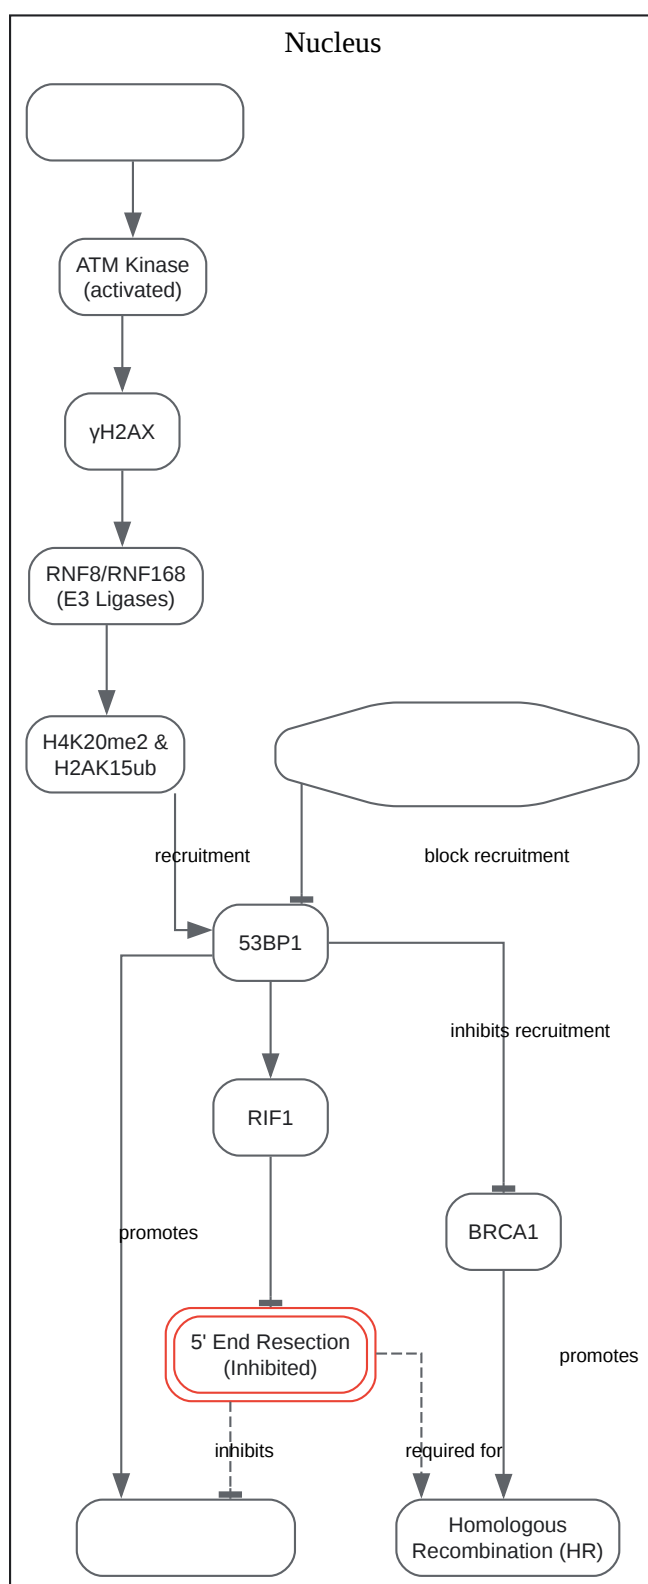 Nucleus
ATM Kinase
(activated)
γH2AX
RNF8/RNF168
(E3 Ligases)
H4K20me2 &
H2AK15ub
recruitment
block recruitment
53BP1
inhibits recruitment
RIF1
promotes
BRCA1
5' End Resection
(Inhibited)
promotes
inhibits
required for
Homologous
Recombination (HR)